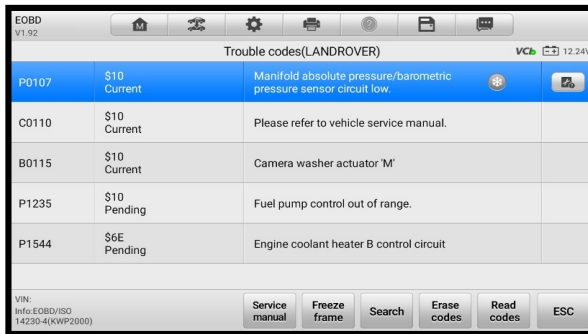 EOBD
V1.92
M
Trouble codes(LANDROVER)
VCI
12.24V
P0107
$10
Current
Manifold absolute pressure/barometric
pressure sensor circuit low.
C0110
$10
Current
Please refer to vehicle service manual.
B0115
$10
Current
Camera washer actuator 'M'
P1235
$10
Pending
Fuel pump control out of range.
P1544
$6E
Pending
Engine coolant heater B control circuit
VIN:
Info:EOBD/ISO
14230-4(KWP2000)
Service
manual
Freeze
frame
Search
Erase
codes
Read
codes
ESC